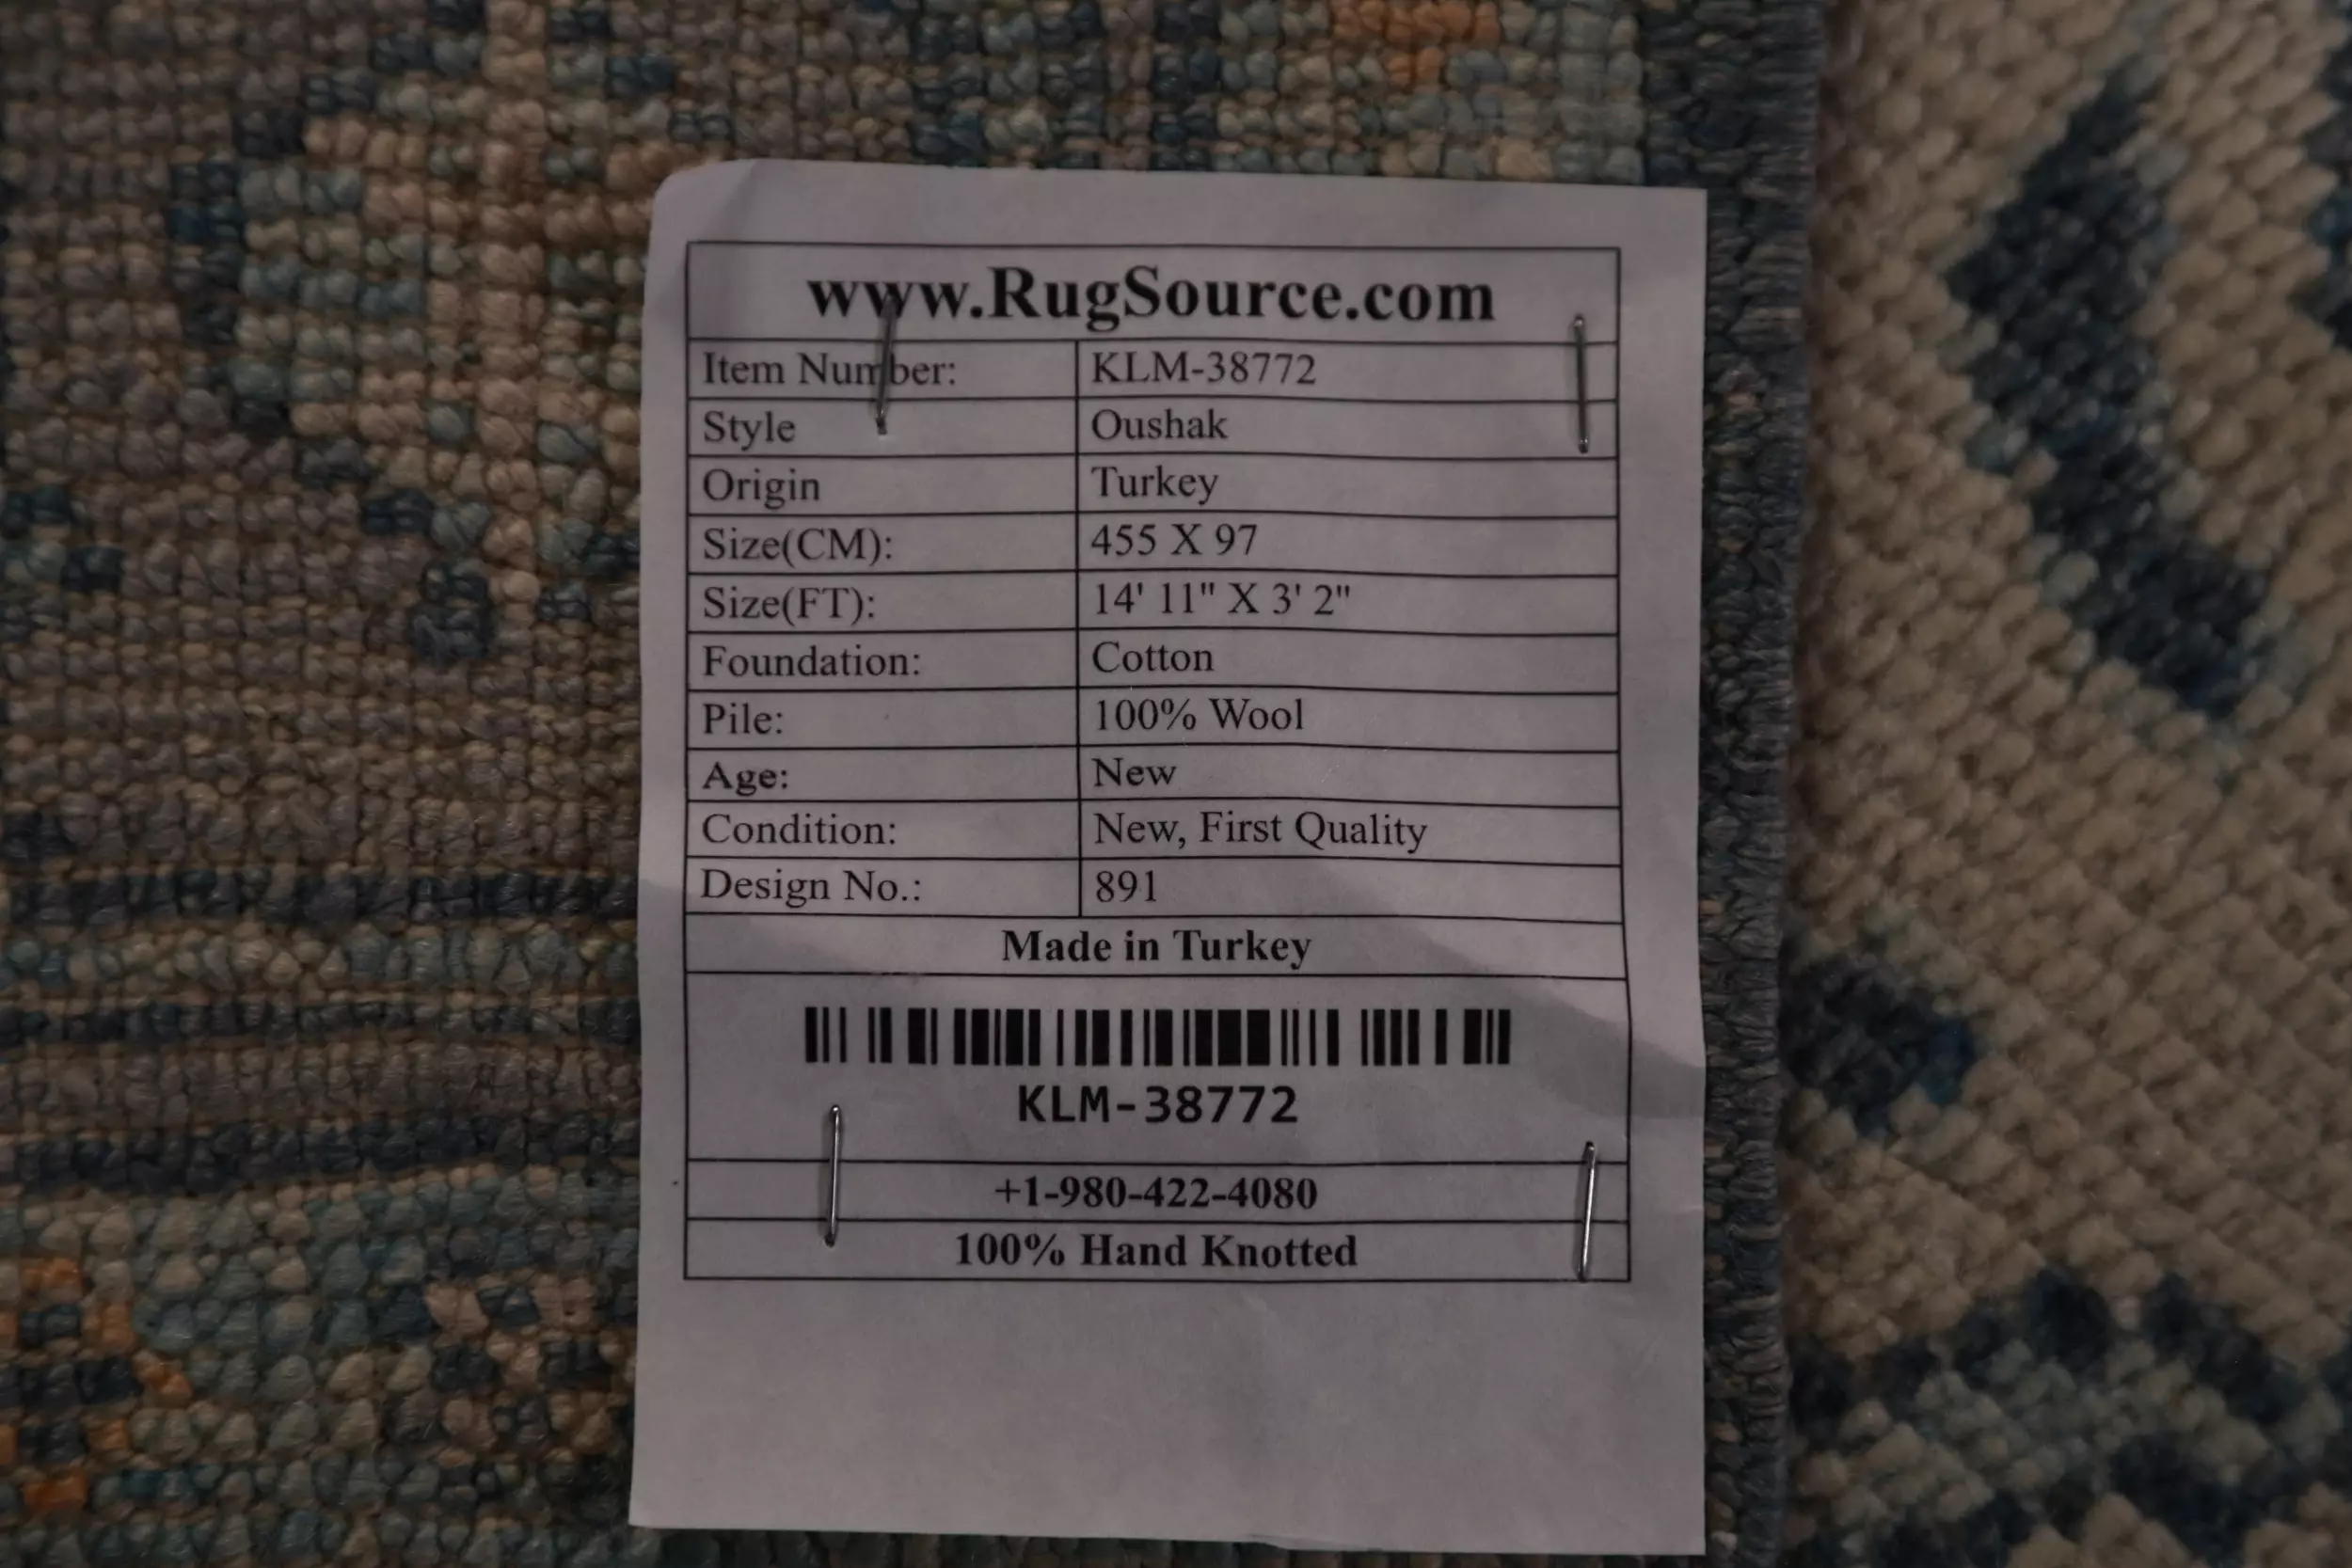 www.RugSource.com
Item Number: KLM-38772
Style Oushak
Origin Turkey
Size(CM): 455 X 97
Size(FT): 14' 11" X 3' 2"
Foundation: Cotton
Pile: 100% Wool
Age: New
Condition: New, First Quality
Design No.: 891
Made in Turkey
KLM-38772
+1-980-422-4080
100% Hand Knotted